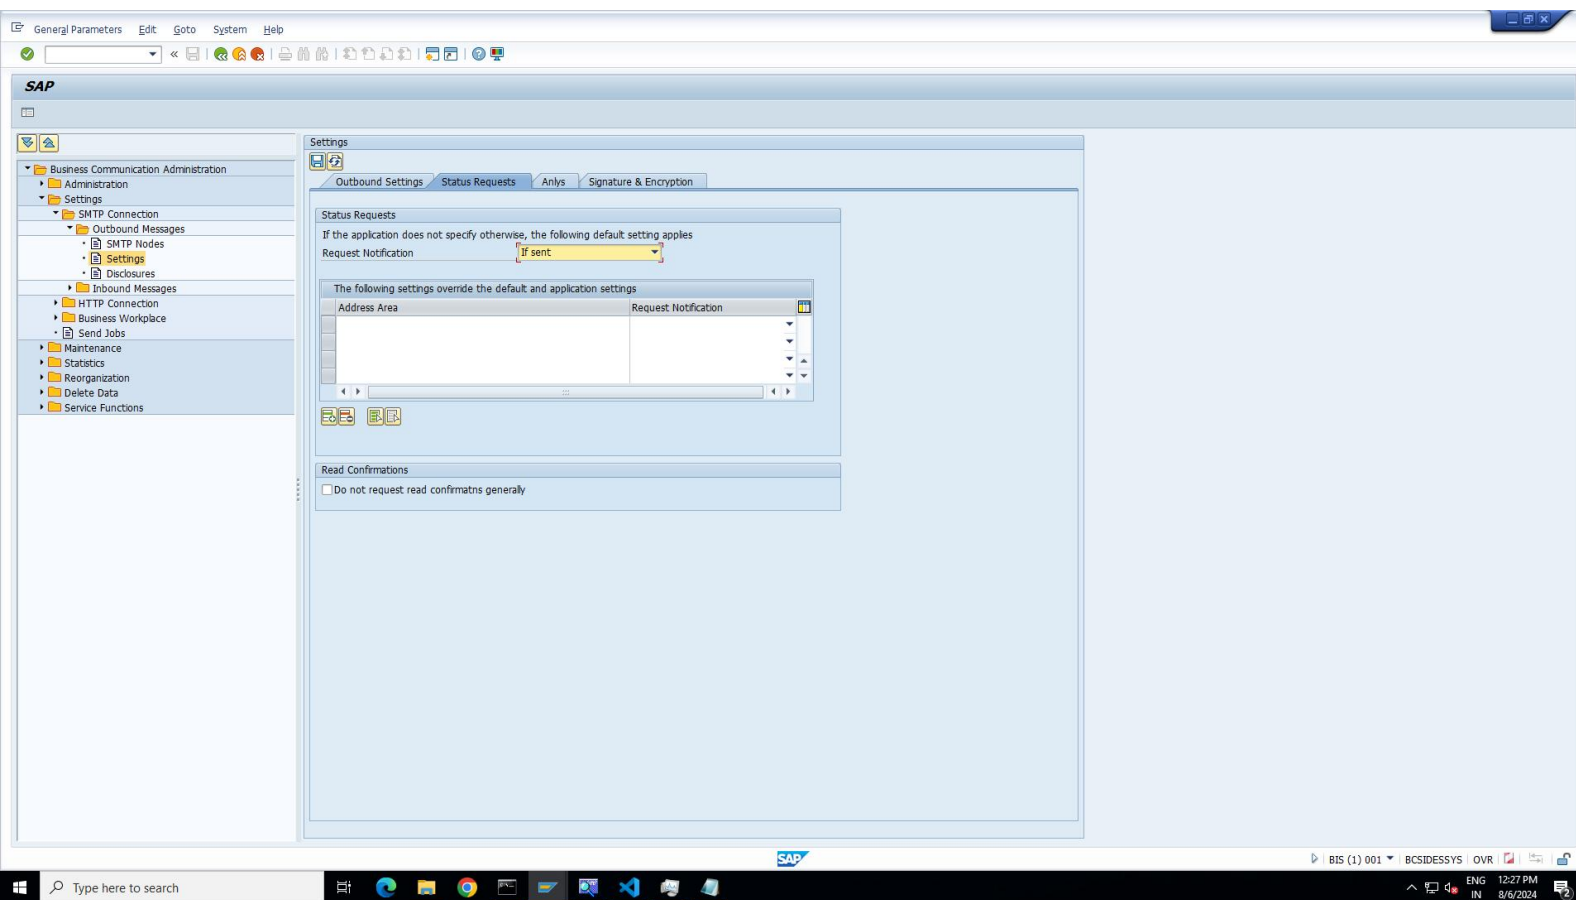 General Parameters Edit Goto System Help
SAP
Settings
Outbound Settings Status Requests Anlys Signature & Encryption
Business Communication Administration
Administration
Settings
SMTP Connection
Outbound Messages
SMTP Nodes
Settings
Disclosures
Inbound Messages
HTTP Connection
Business Workplace
Send Jobs
Maintenance
Statistics
Reorganization
Delete Data
Service Functions
Status Requests
If the application does not specify otherwise, the following default setting applies
Request Notification If sent
The following settings override the default and application settings
Address Area Request Notification
Read Confirmations
Do not request read confirmatns generally
SAP
BIS (1) 001 BCSIDESSYS OVR
Type here to search
ENG 12:27 PM
IN 8/6/2024
2